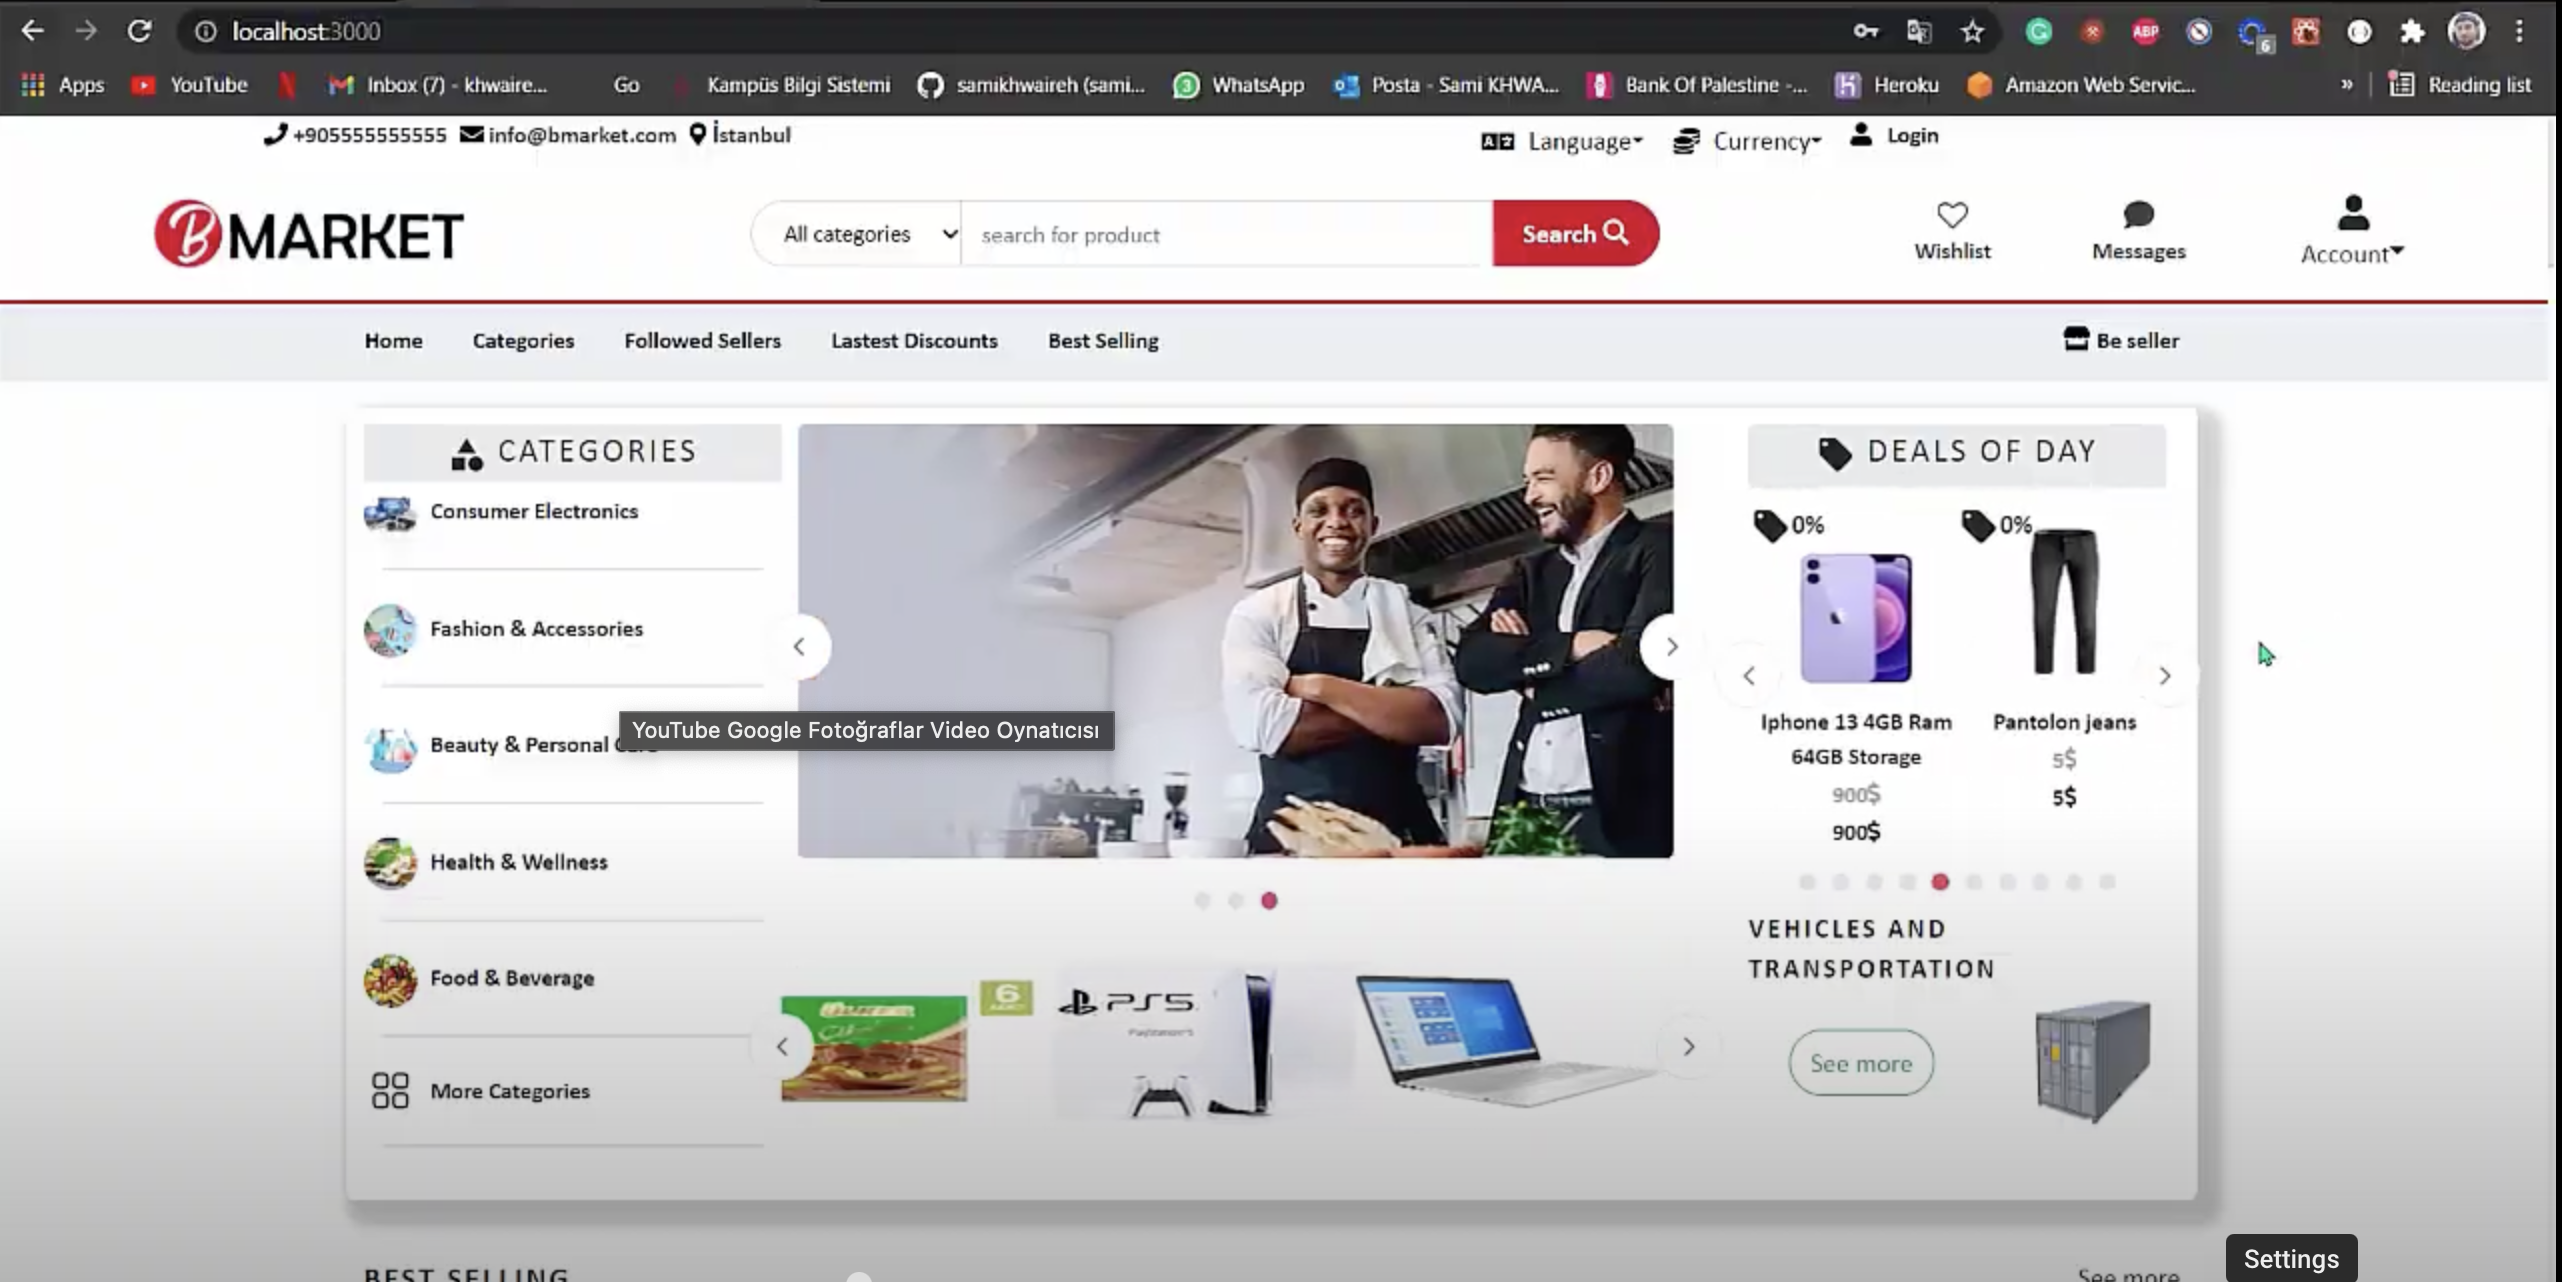 localhost:3000
ABP
6
Apps
YouTube
Inbox (7) - khwaire...
Go
Kampüs Bilgi Sistemi
samikhwaireh (sami...
3
WhatsApp
Posta - Sami KHWA...
Bank Of Palestine -...
Heroku
Amazon Web Servic...
»
Reading list
+905555555555 info@bmarket.com İstanbul
Language
Currency
Login
BMARKET
All categories
search for product
Search
Wishlist
Messages
Account
Home
Categories
Followed Sellers
Lastest Discounts
Best Selling
Be seller
CATEGORIES
Consumer Electronics
Fashion & Accessories
Beauty & Personal
Health & Wellness
Food & Beverage
More Categories
YouTube Google Fotoğraflar Video Oynatıcısı
6
PS5
PlayStation5
DEALS OF DAY
0%
Iphone 13 4GB Ram
64GB Storage
900$
900$
0%
Pantolon jeans
5$
5$
VEHICLES AND
TRANSPORTATION
See more
BEST SELLING
See more
Settings